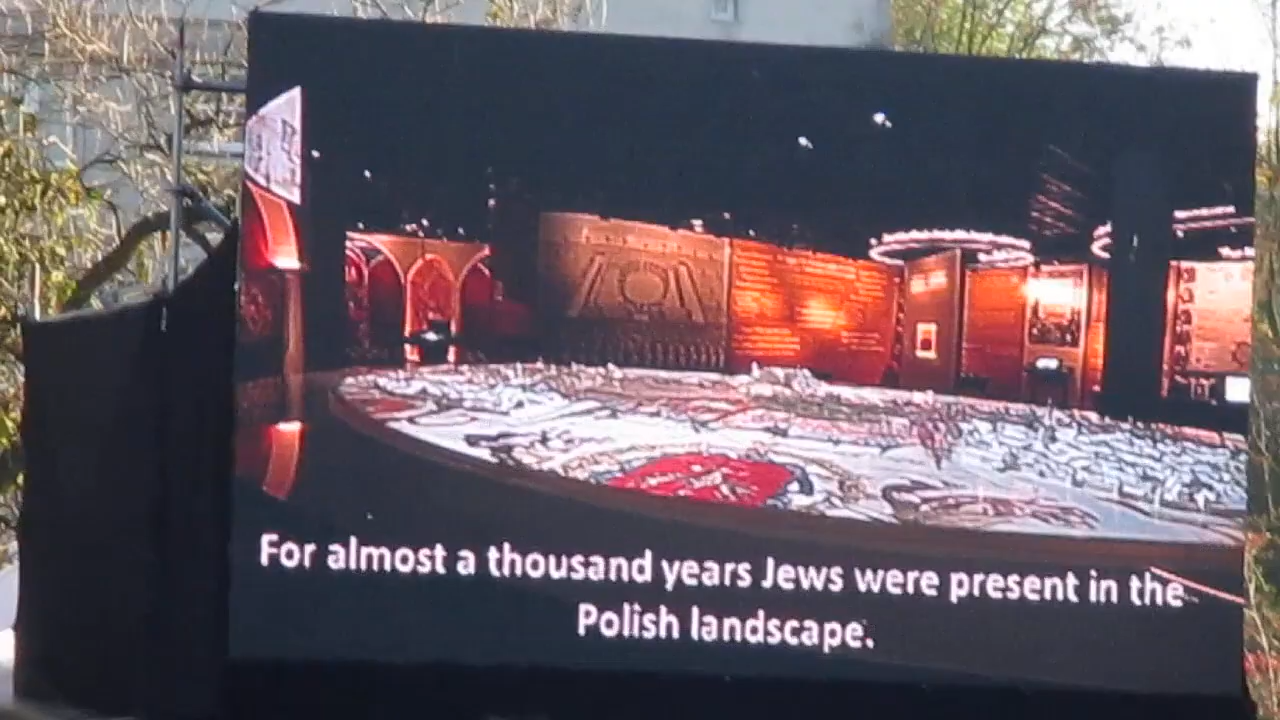 For almost a thousand years Jews were present in the
Polish landscape.